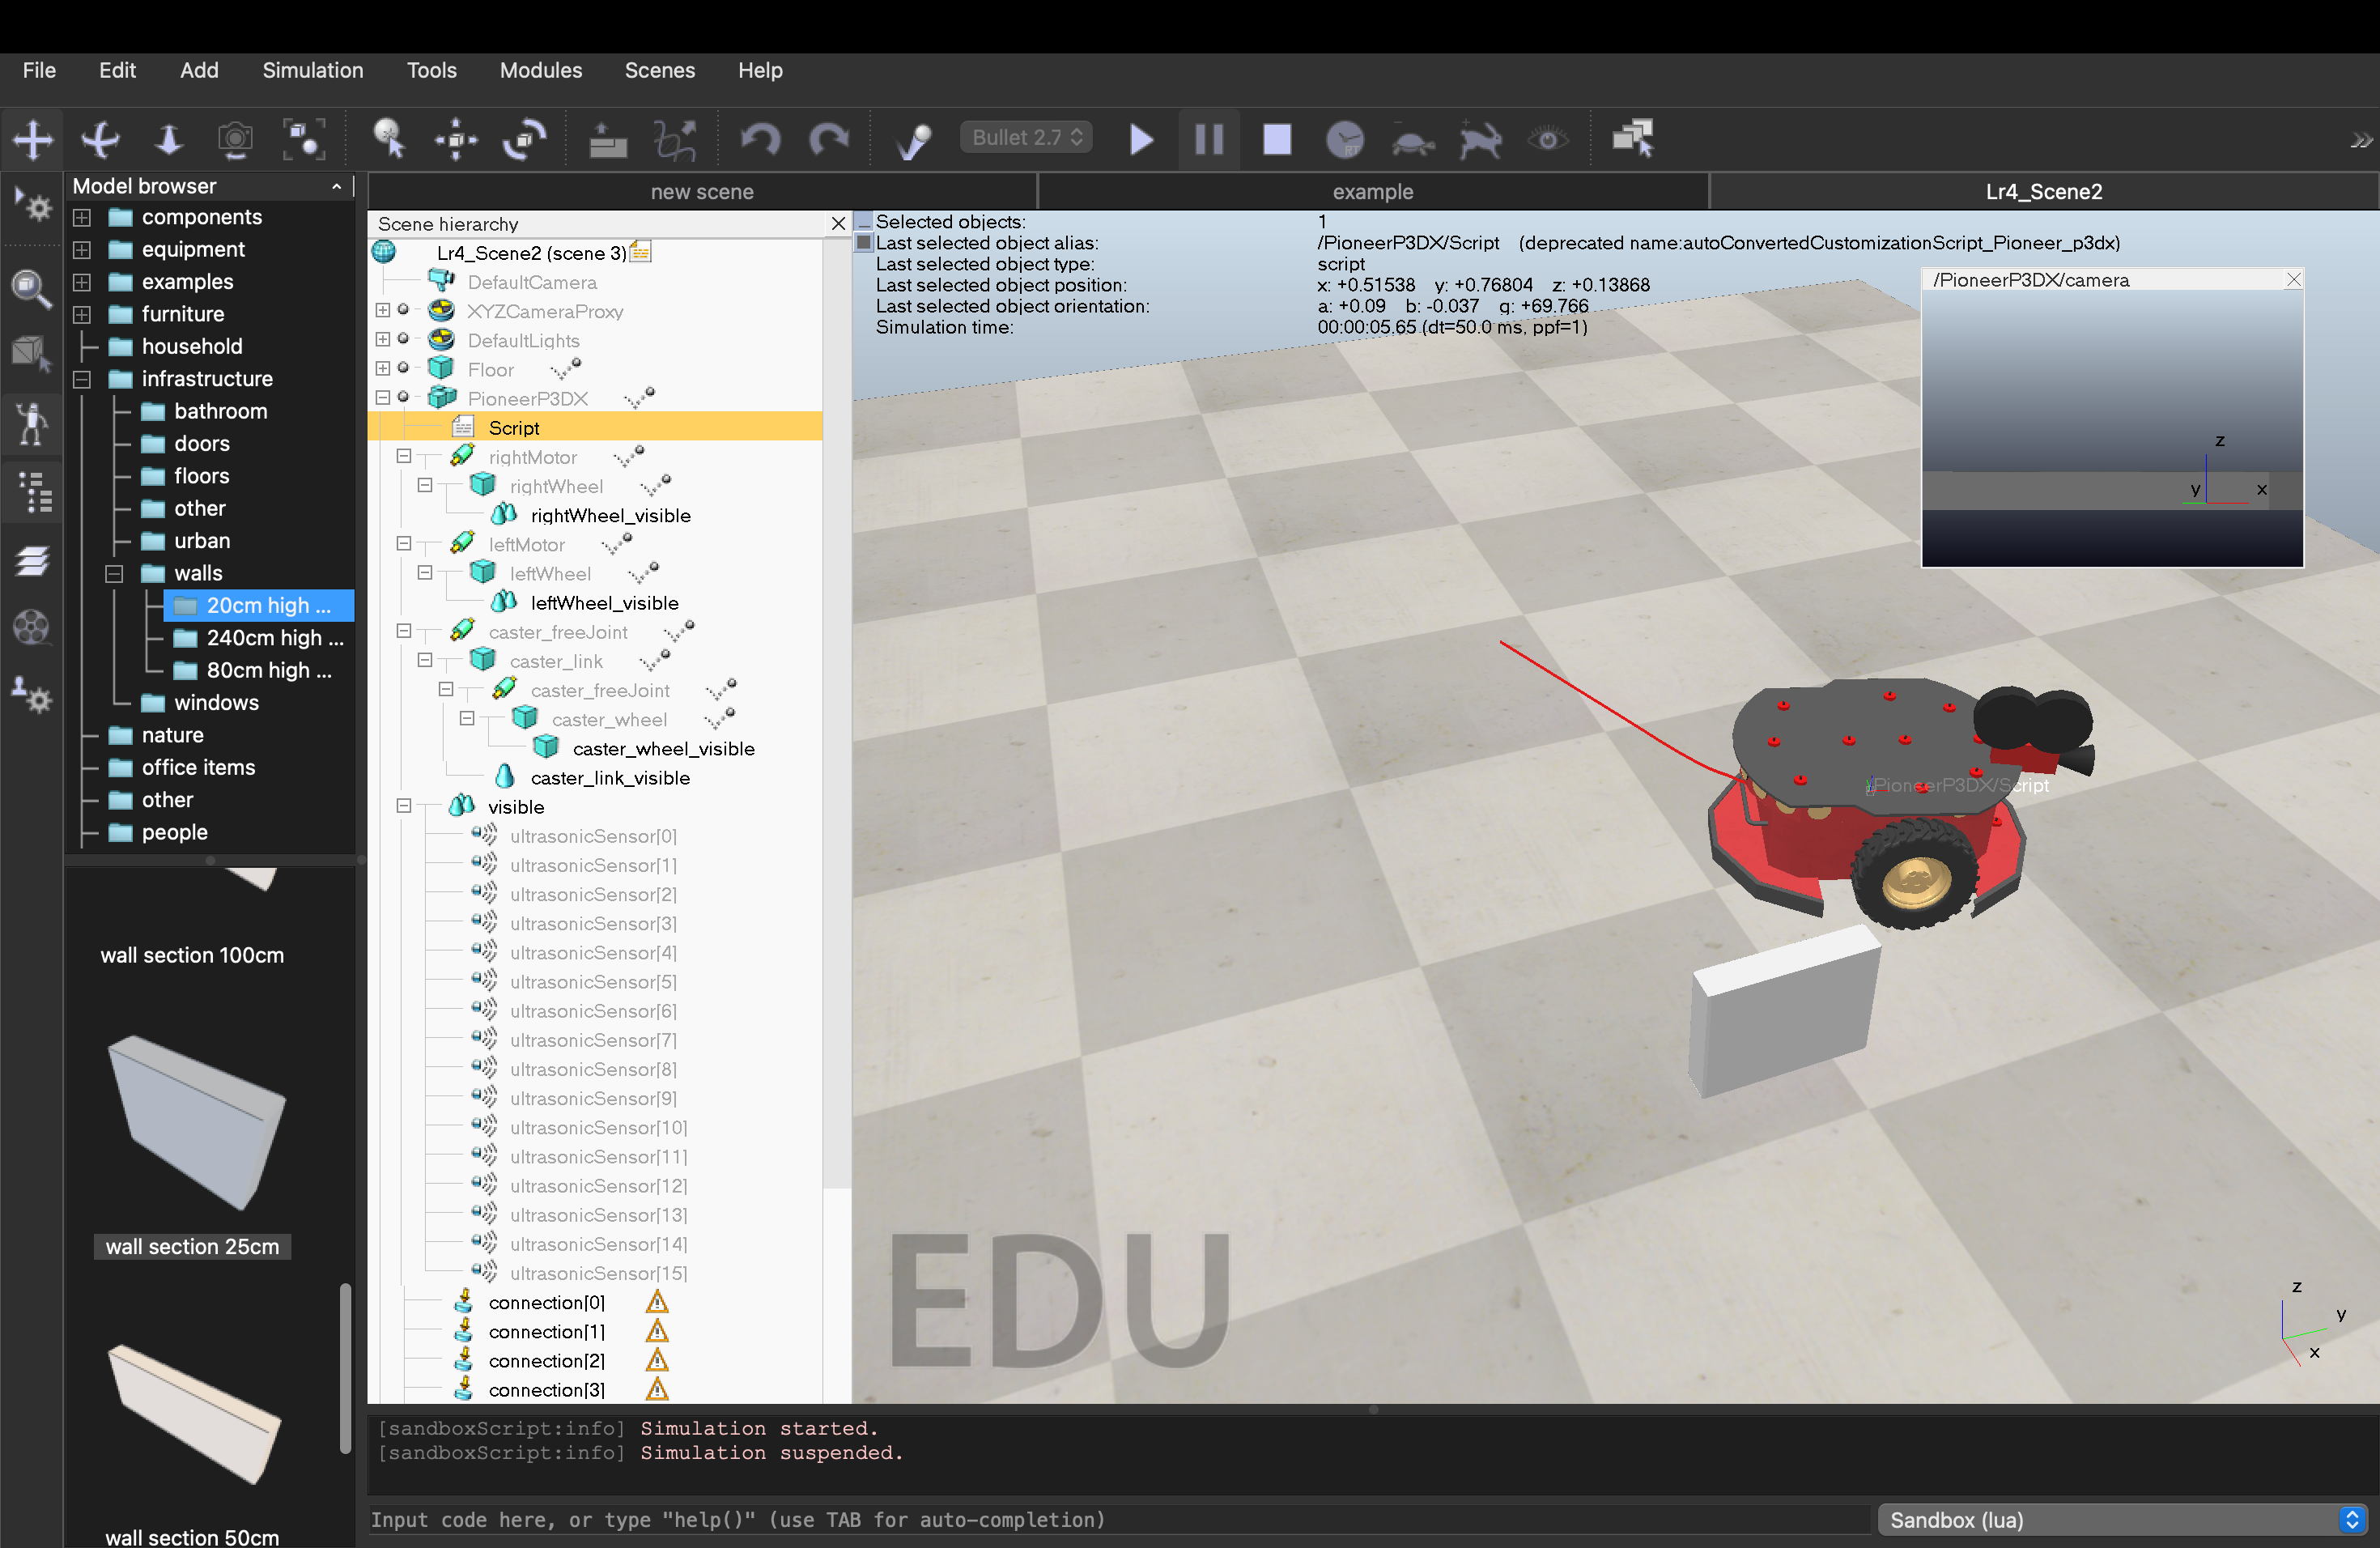 File Edit Add Simulation Tools Modules Scenes Help
Bullet 2.7
RT
Model browser
components
equipment
examples
furniture
household
infrastructure
bathroom
doors
floors
other
urban
walls
20cm high ...
240cm high ...
80cm high ...
windows
nature
office items
other
people
wall section 100cm
wall section 25cm
wall section 50cm
new scene
example
Lr4_Scene2
Scene hierarchy
Lr4_Scene2 (scene 3)
DefaultCamera
XYZCameraProxy
DefaultLights
Floor
PioneerP3DX
Script
rightMotor
rightWheel
rightWheel_visible
leftMotor
leftWheel
leftWheel_visible
caster_freeJoint
caster_link
caster_freeJoint
caster_wheel
caster_wheel_visible
caster_link_visible
visible
ultrasonicSensor[0]
ultrasonicSensor[1]
ultrasonicSensor[2]
ultrasonicSensor[3]
ultrasonicSensor[4]
ultrasonicSensor[5]
ultrasonicSensor[6]
ultrasonicSensor[7]
ultrasonicSensor[8]
ultrasonicSensor[9]
ultrasonicSensor[10]
ultrasonicSensor[11]
ultrasonicSensor[12]
ultrasonicSensor[13]
ultrasonicSensor[14]
ultrasonicSensor[15]
connection[0]
connection[1]
connection[2]
connection[3]
Selected objects: 1
Last selected object alias: /PioneerP3DX/Script (deprecated name:autoConvertedCustomizationScript_Pioneer_p3dx)
Last selected object type: script
Last selected object position: x: +0.51538 y: +0.76804 z: +0.13868
Last selected object orientation: a: +0.09 b: -0.037 g: +69.766
Simulation time: 00:00:05.65 (dt=50.0 ms, ppf=1)
/PioneerP3DX/camera
z
y x
/PioneerP3DX/Script
EDU
z
y
x
[sandboxScript:info] Simulation started.
[sandboxScript:info] Simulation suspended.
Input code here, or type "help()" (use TAB for auto-completion)
Sandbox (lua)